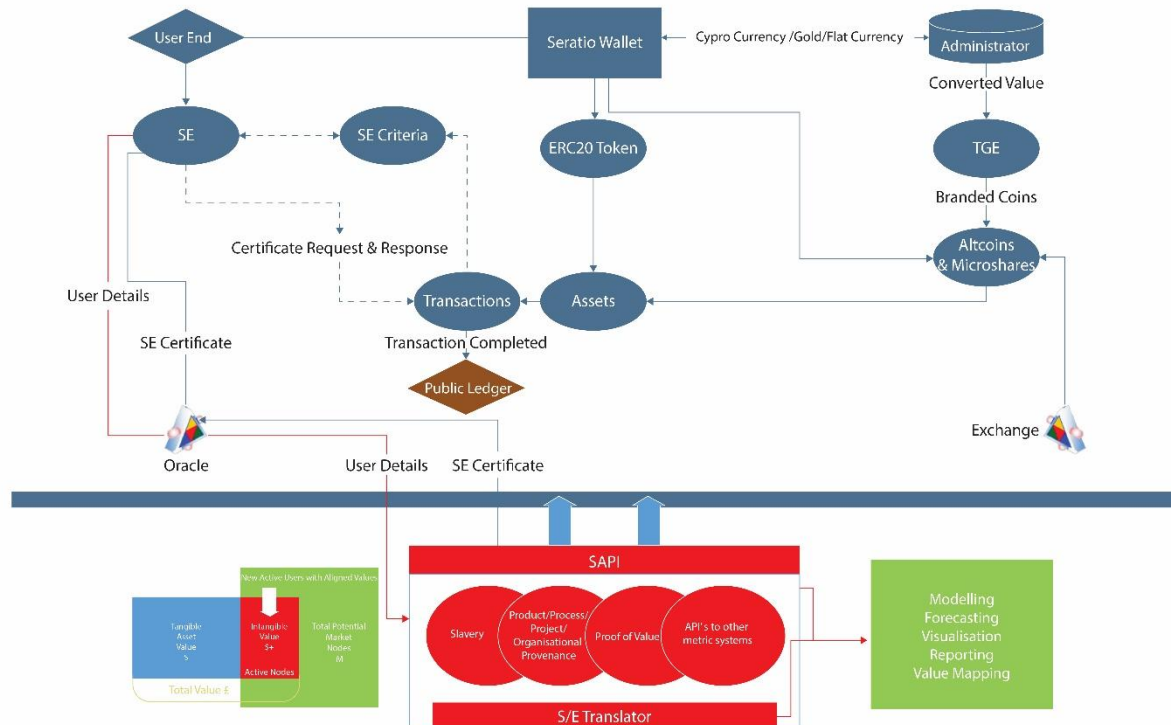 User End
Seratio Wallet
Cypro Currency /Gold/Flat Currency
Administrator
Converted Value
SE
SE Criteria
ERC20 Token
TGE
Branded Coins
Certificate Request & Response
Altcoins
& Microshares
User Details
Transactions
Assets
SE Certificate
Transaction Completed
Public Ledger
Oracle
User Details
SE Certificate
Exchange
SAPI
New Active Users with Aligned Values
Tangible
Asset
Value
S
Intangible
Value
S+
Active Nodes
Total Potential
Market
Nodes
M
Total Value £
Slavery
Product/Process/
Project/
Organisational
Provenance
Proof of Value
API's to other
metric systems
S/E Translator
Modelling
Forecasting
Visualisation
Reporting
Value Mapping